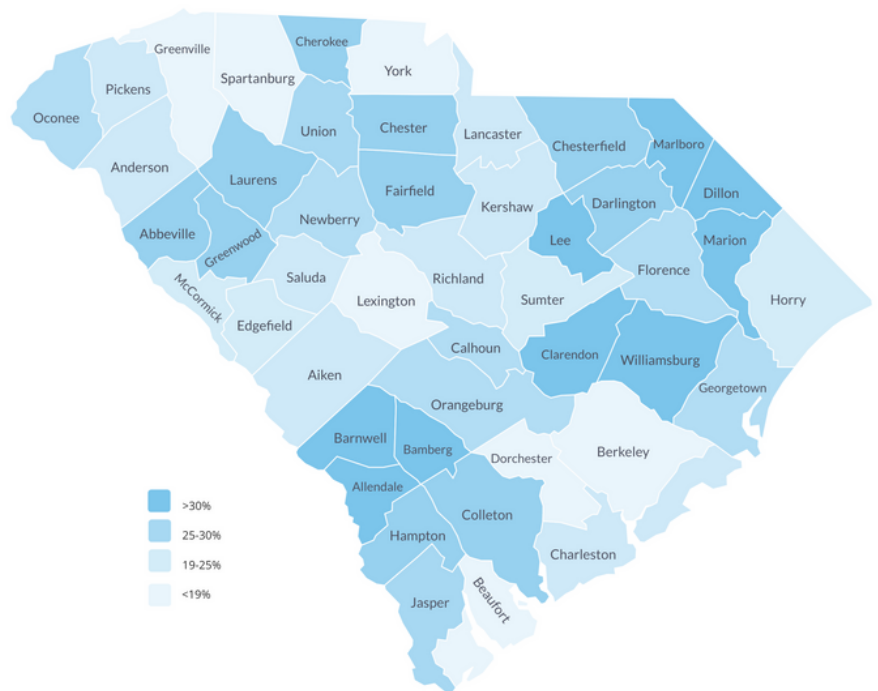 Cherokee
Greenville
York
Spartanburg
Pickens
Oconee
Union
Chester
Lancaster
Chesterfield
Marlboro
Anderson
Laurens
Fairfield
Dillon
Kershaw
Darlington
Newberry
Abbeville
Greenwood
Lee
Marion
Saluda
Richland
Florence
McCormick
Lexington
Sumter
Horry
Edgefield
Calhoun
Clarendon
Williamsburg
Aiken
Georgetown
Orangeburg
Barnwell
Bamberg
Dorchester
Berkeley
Allendale
>30%
Colleton
25-30%
Hampton
Charleston
19-25%
<19%
Jasper
Beaufort